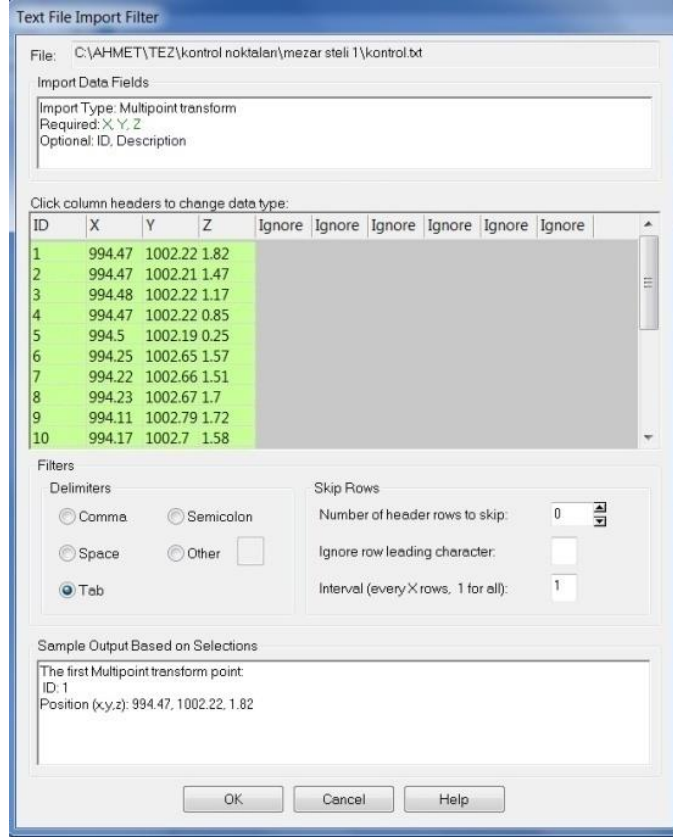 Text File Import Filter
File: C:\AHMET\TEZ\kontrol noktaları\mezar steli 1\kontrol.txt
Import Data Fields
Import Type: Multipoint transform
Required: X, Y, Z
Optional: ID, Description
Click column headers to change data type:
ID X Y Z Ignore Ignore Ignore Ignore Ignore Ignore
1 994.47 1002.22 1.82
2 994.47 1002.21 1.47
3 994.48 1002.22 1.17
4 994.47 1002.22 0.85
5 994.5 1002.19 0.25
6 994.25 1002.65 1.57
7 994.22 1002.66 1.51
8 994.23 1002.67 1.7
9 994.11 1002.79 1.72
10 994.17 1002.7 1.58
Filters
Delimiters
Comma Semicolon
Space Other
Tab
Skip Rows
Number of header rows to skip: 0
Ignore row leading character:
Interval (every X rows, 1 for all): 1
Sample Output Based on Selections
The first Multipoint transform point:
ID: 1
Position (x,y,z): 994.47, 1002.22, 1.82
OK Cancel Help